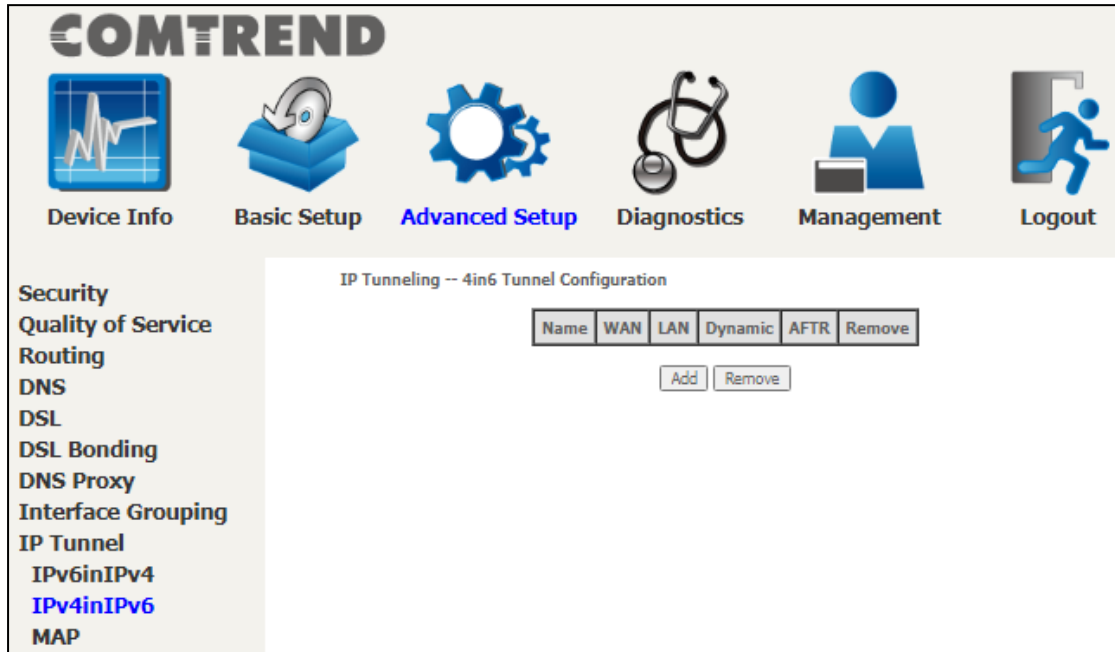 COMTREND
Device Info
Basic Setup
Advanced Setup
Diagnostics
Management
Logout
Security
Quality of Service
Routing
DNS
DSL
DSL Bonding
DNS Proxy
Interface Grouping
IP Tunnel
IPv6inIPv4
IPv4inIPv6
MAP
IP Tunneling -- 4in6 Tunnel Configuration
Name WAN LAN Dynamic AFTR Remove
Add Remove